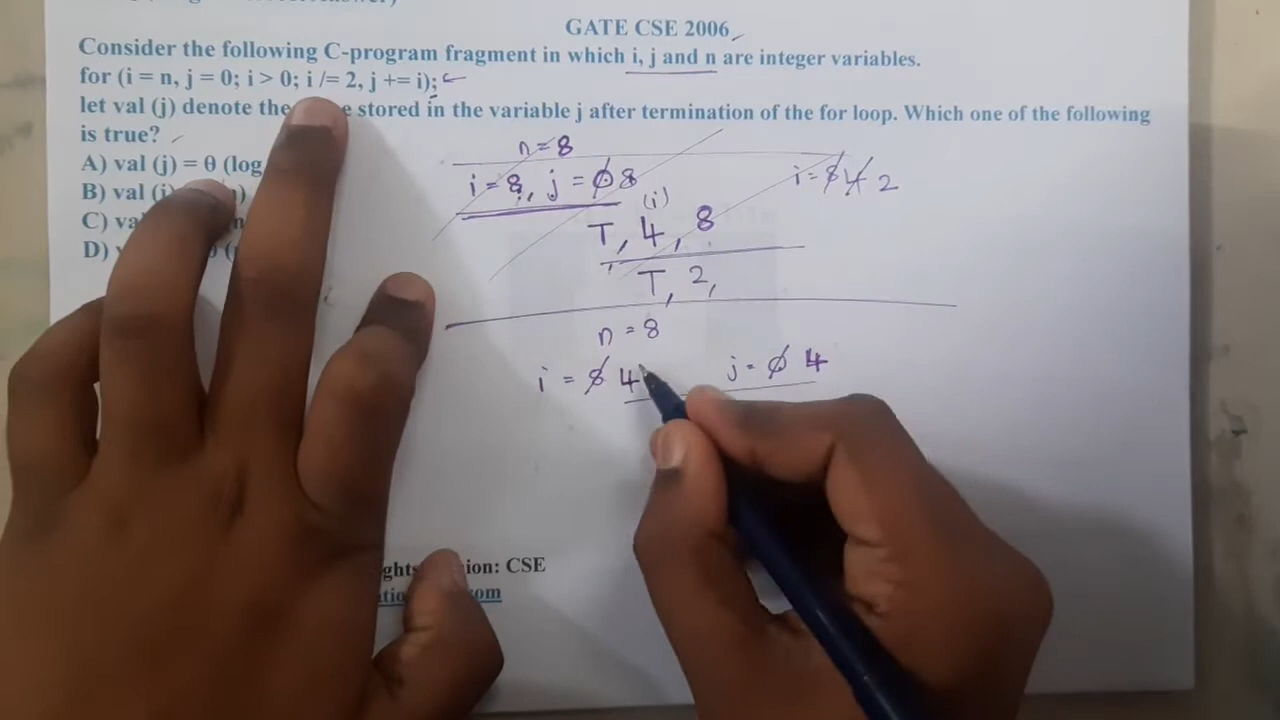 GATE CSE 2006
Consider the following C-program fragment in which i, j and n are integer variables.
for (i = n, j = 0; i > 0; i /= 2, j += i);
let val (j) denote the stored in the variable j after termination of the for loop. Which one of the following
is true?
A) val (j) = θ (log
B) val
C)
D)
n = 8
i = 8, j = 0 8
i = 8 4 2
(i)
T, 4, 8
T, 2,
n = 8
i = 8 4 j = 0 4
ion: CSE
om